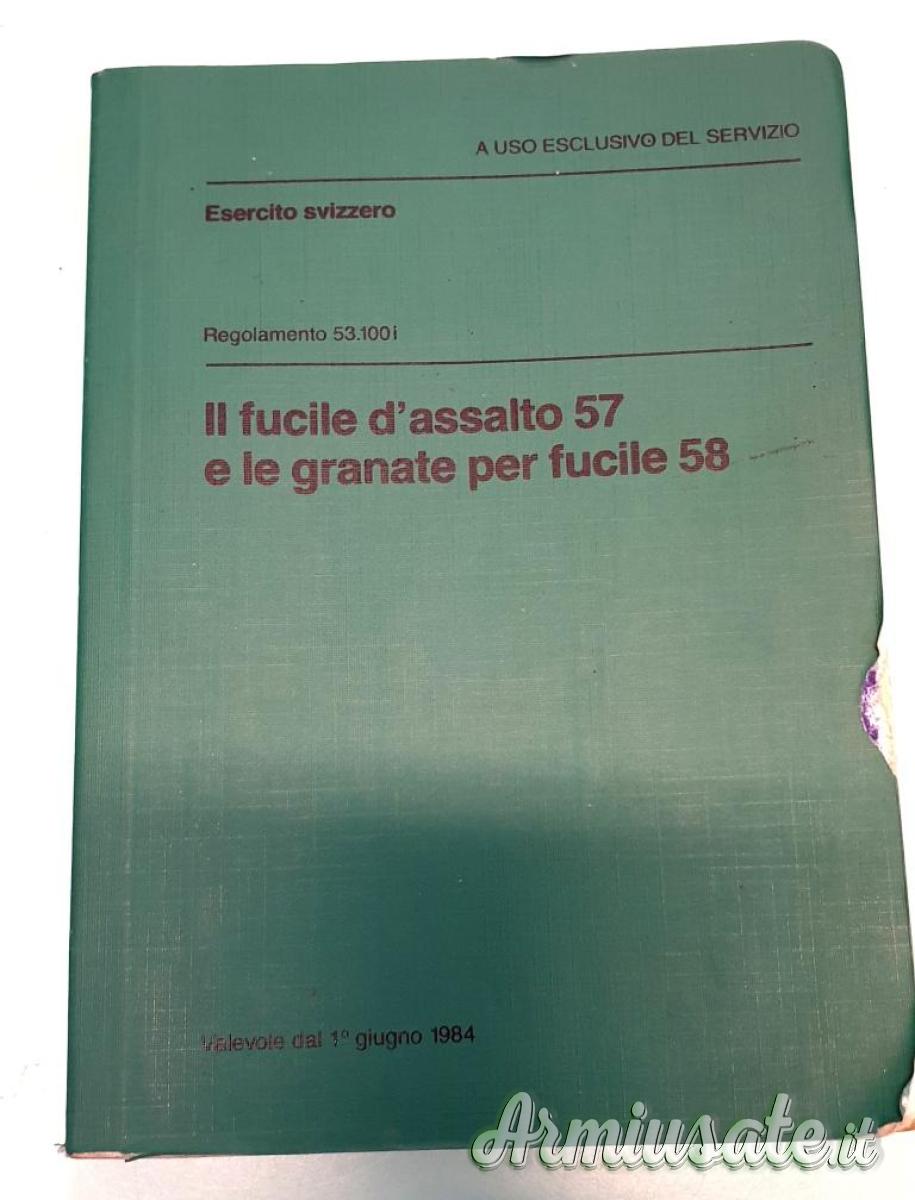 A USO ESCLUSIVO DEL SERVIZIO
Esercito svizzero
Regolamento 53.100 i
Il fucile d'assalto 57
e le granate per fucile 58
Valevole dal 1º giugno 1984
Armiusate.it